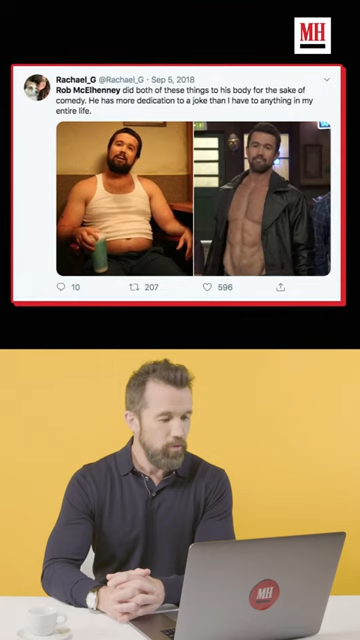 MH
Rachael_G @Rachael_G · Sep 5, 2018
Rob McElhenney did both of these things to his body for the sake of
comedy. He has more dedication to a joke than I have to anything in my
entire life.
10 207 596
MH